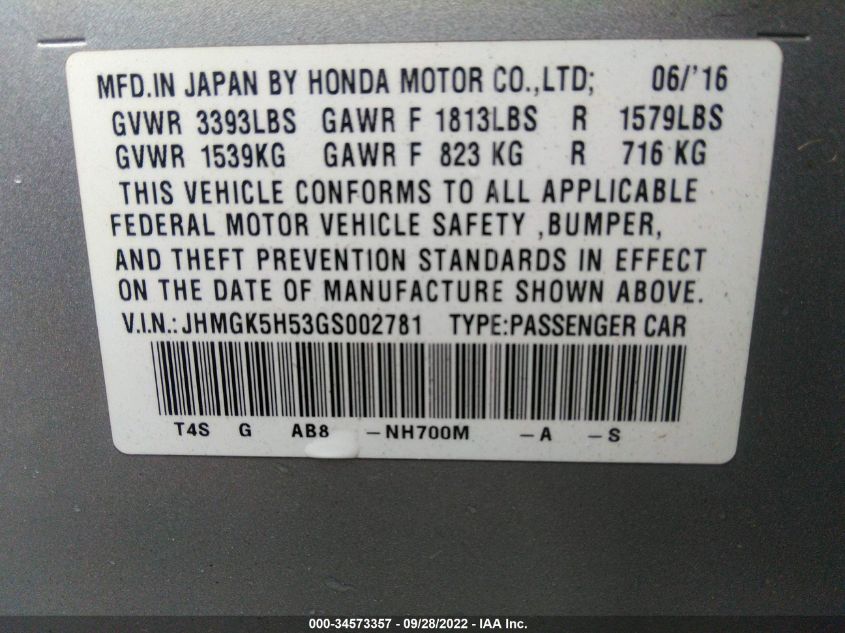 MFD.IN JAPAN BY HONDA MOTOR CO.,LTD; 06/'16
GVWR 3393LBS GAWR F 1813LBS R 1579LBS
GVWR 1539KG GAWR F 823 KG R 716 KG
THIS VEHICLE CONFORMS TO ALL APPLICABLE
FEDERAL MOTOR VEHICLE SAFETY ,BUMPER,
AND THEFT PREVENTION STANDARDS IN EFFECT
ON THE DATE OF MANUFACTURE SHOWN ABOVE.
V.I.N.:JHMGK5H53GS002781 TYPE:PASSENGER CAR
T4S G AB8 -NH700M -A -S
000-34573357 - 09/28/2022 - IAA Inc.